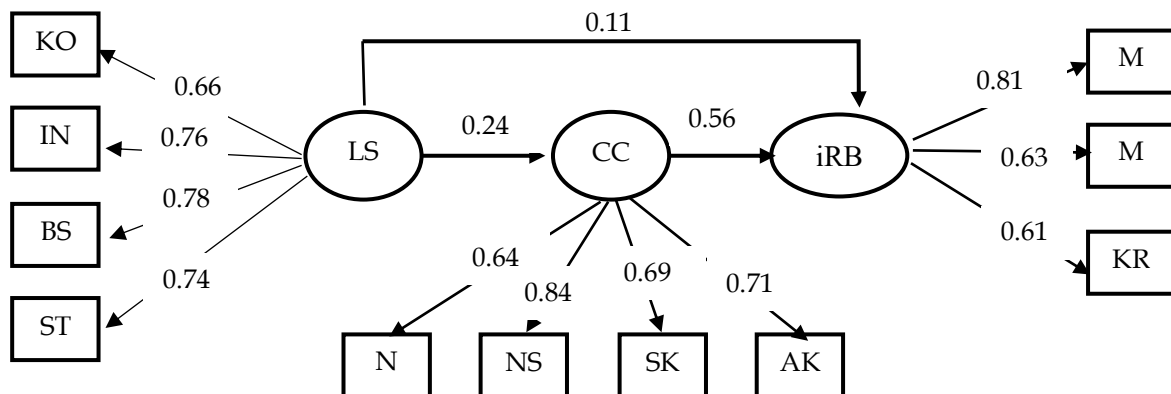 0.11
KO
M
0.81
0.66
IN
0.76
LS
0.24
CC
0.56
iRB
0.63
M
0.78
BS
0.61
KR
0.64
0.69
0.74
0.84
0.71
ST
N
NS
SK
AK